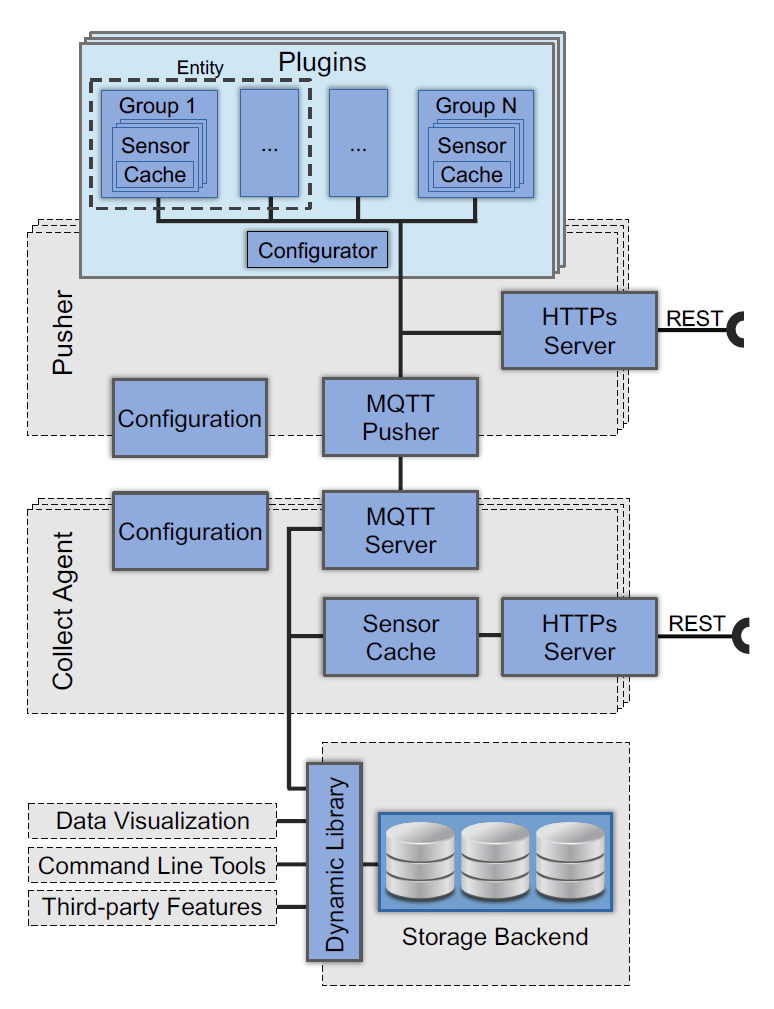 Plugins
Entity
Group 1
Sensor
Cache
...
...
Group N
Sensor
Cache
Configurator
Pusher
HTTPs
Server
REST
Configuration
MQTT
Pusher
Collect Agent
Configuration
MQTT
Server
Sensor
Cache
HTTPs
Server
REST
Dynamic Library
Data Visualization
Command Line Tools
Third-party Features
Storage Backend